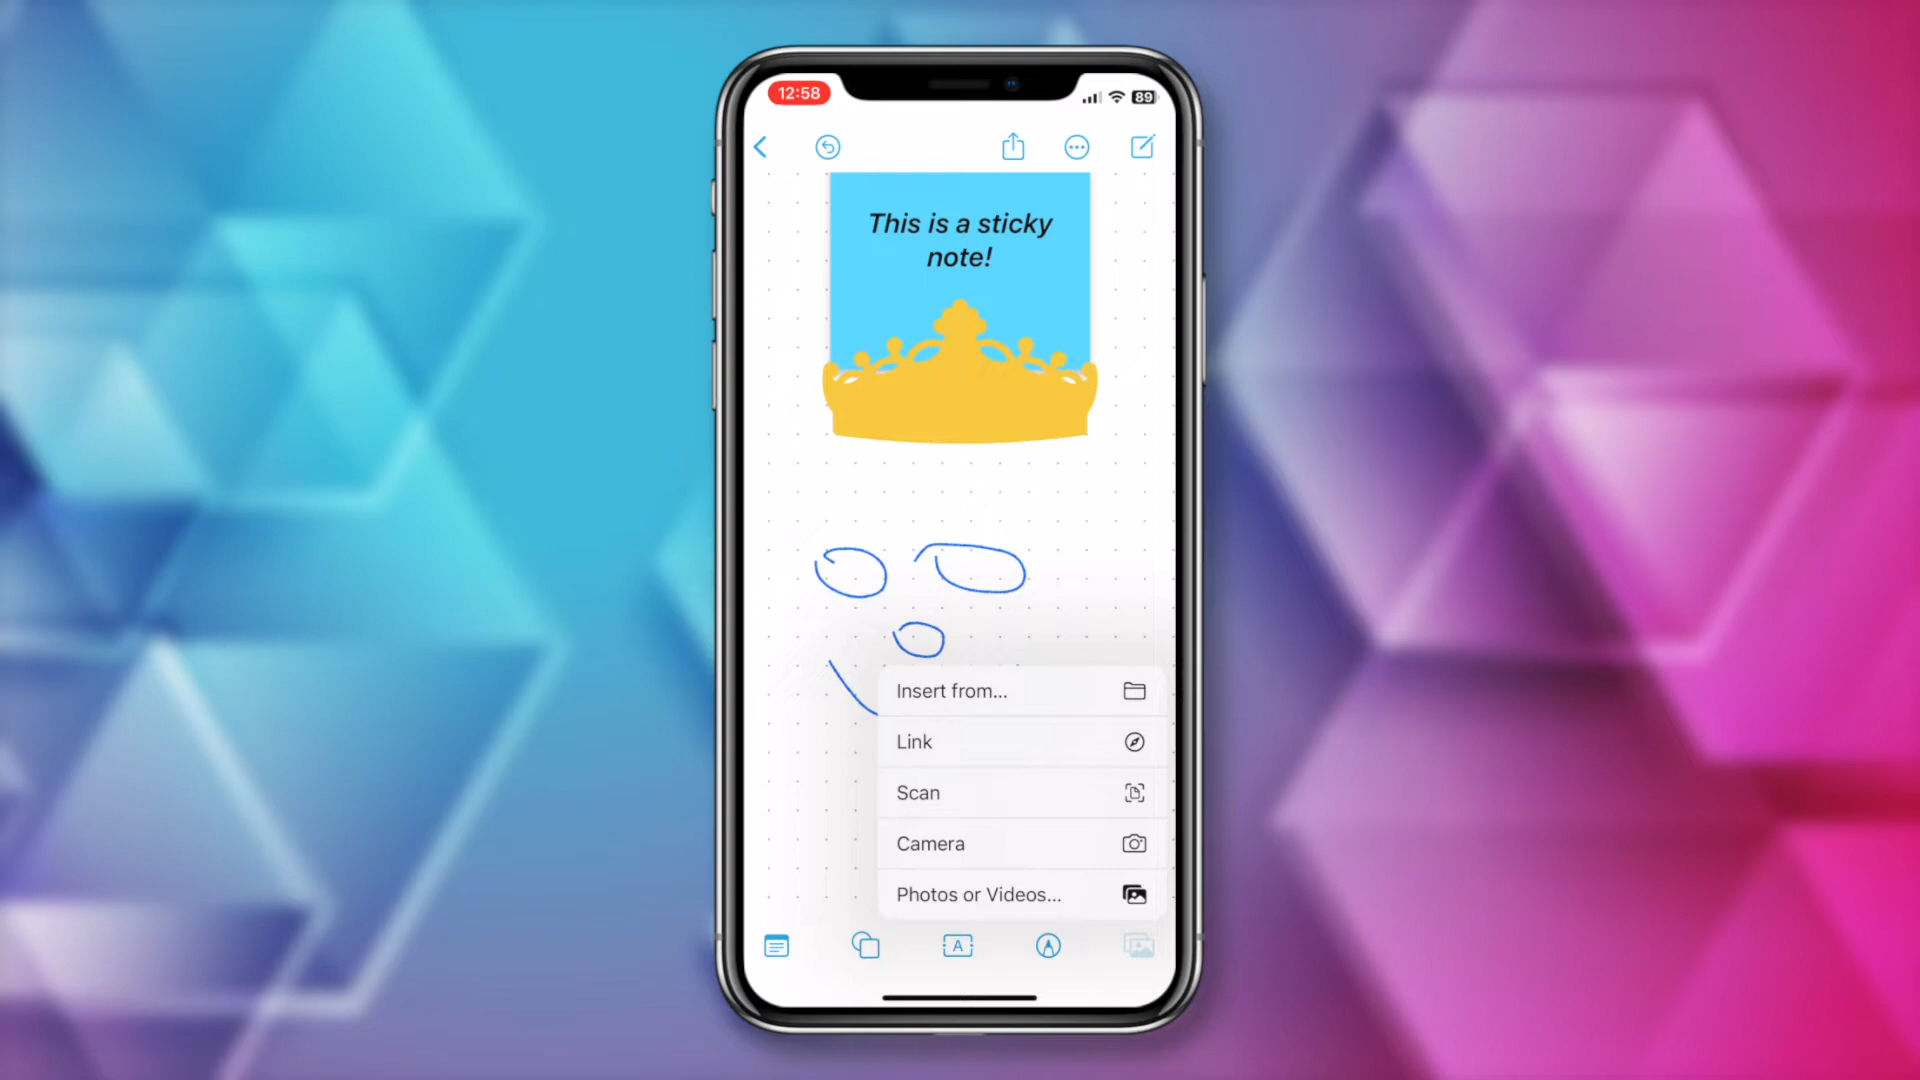 12:58
89
This is a sticky
note!
Insert from...
Link
Scan
Camera
Photos or Videos...
A